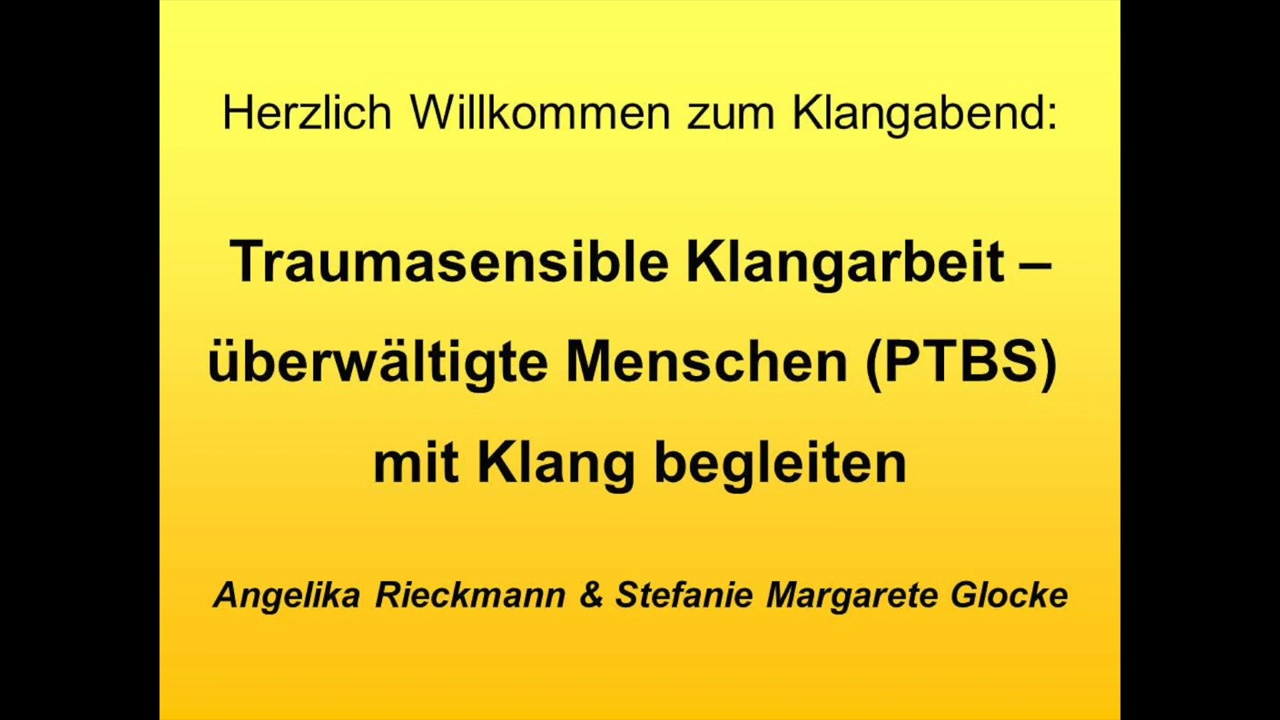 Herzlich Willkommen zum Klangabend:
Traumasensible Klangarbeit –
überwältigte Menschen (PTBS)
mit Klang begleiten
Angelika Rieckmann & Stefanie Margarete Glocke